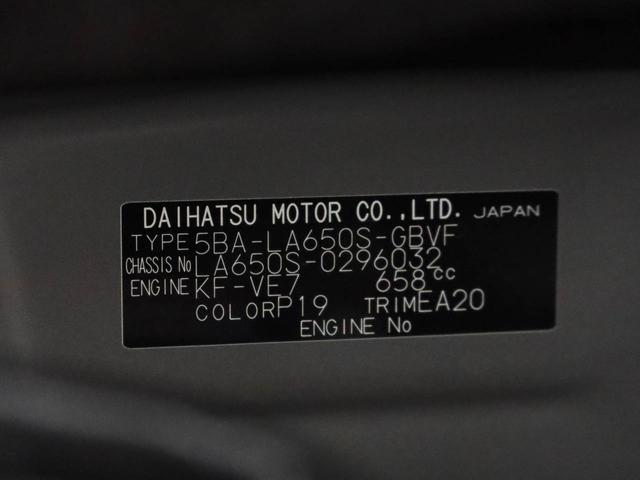 DAIHATSU MOTOR CO.,LTD. JAPAN
TYPE 5BA-LA650S-GBVF
CHASSIS No LA650S-0296032
ENGINE KF-VE7 658cc
COLOR P19 TRIM EA20
ENGINE No